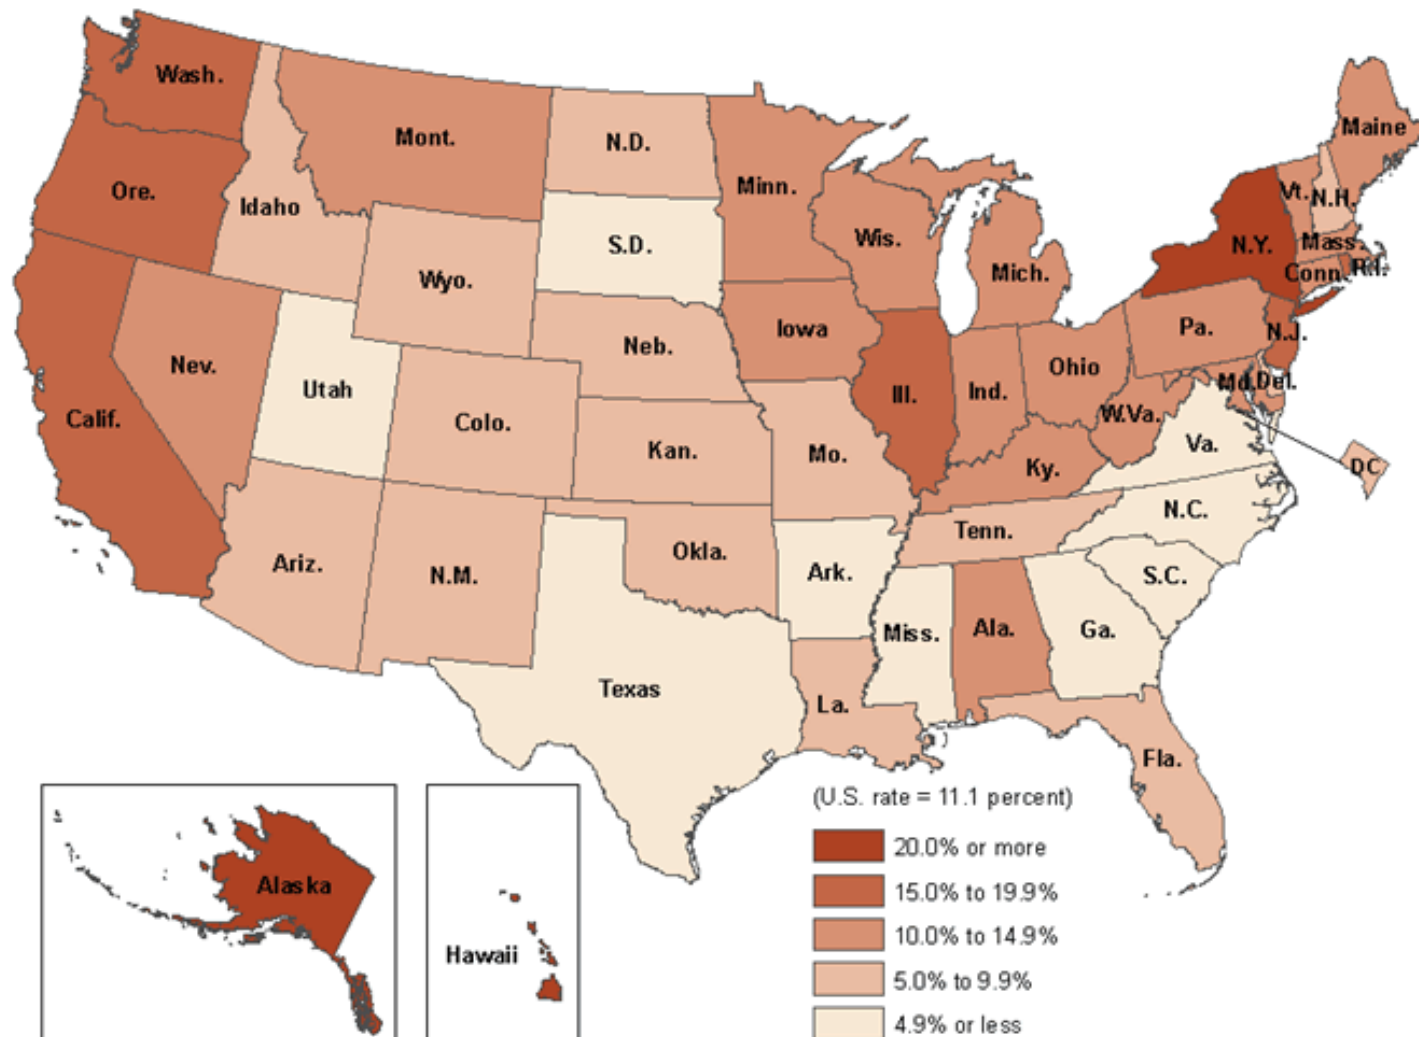 Wash.
Mont.
N.D.
Minn.
Maine
Ore.
Idaho
S.D.
Wis.
Mich.
Vt.
N.H.
N.Y.
Mass.
Conn.
R.I.
Wyo.
Iowa
Pa.
N.J.
Nev.
Utah
Neb.
Ill.
Ind.
Ohio
Md.
Del.
Calif.
Colo.
Kan.
Mo.
W.Va.
Ky.
Va.
DC
Ariz.
N.M.
Okla.
Ark.
Tenn.
N.C.
S.C.
Texas
La.
Miss.
Ala.
Ga.
Fla.
Alaska
Hawaii
(U.S. rate = 11.1 percent)
20.0% or more
15.0% to 19.9%
10.0% to 14.9%
5.0% to 9.9%
4.9% or less